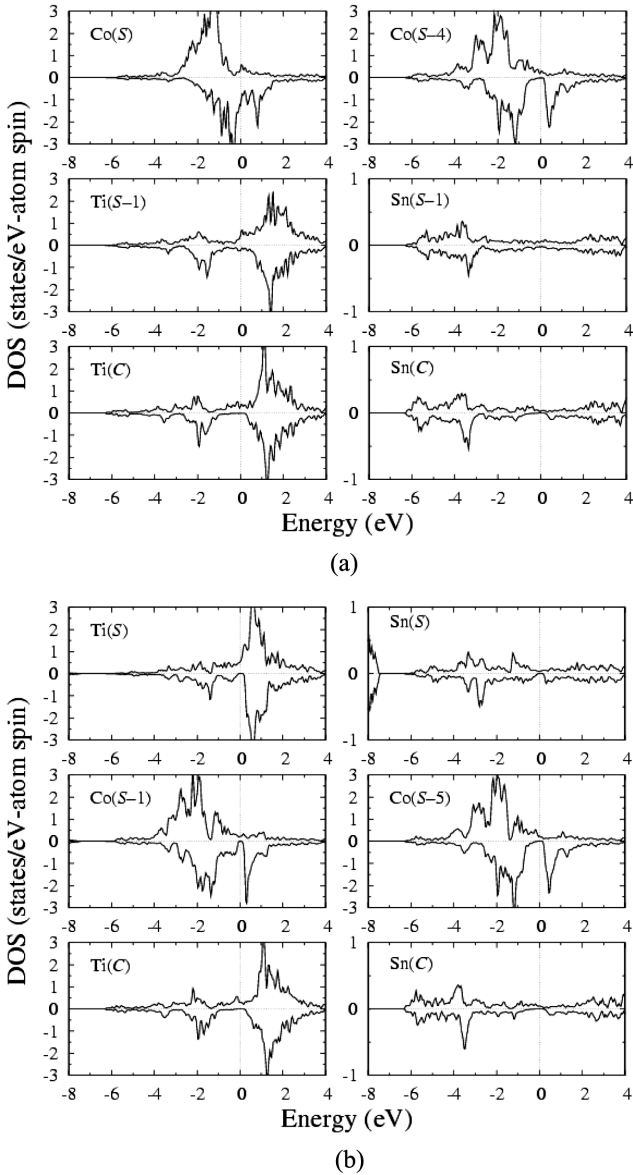 DOS (states/eV-atom spin)
Co(S)
Co(S−4)
3 2 1 0 -1 -2 -3
3 2 1 0 -1 -2 -3
-8 -6 -4 -2 0 2 4
-8 -6 -4 -2 0 2 4
Ti(S−1)
Sn(S−1)
3 2 1 0 -1 -2 -3
1 0 -1
-8 -6 -4 -2 0 2 4
-8 -6 -4 -2 0 2 4
Ti(C)
Sn(C)
3 2 1 0 -1 -2 -3
1 0 -1
-8 -6 -4 -2 0 2 4
-8 -6 -4 -2 0 2 4
Energy (eV)
(a)
DOS (states/eV-atom spin)
Ti(S)
Sn(S)
3 2 1 0 -1 -2 -3
1 0 -1
-8 -6 -4 -2 0 2 4
-8 -6 -4 -2 0 2 4
Co(S−1)
Co(S−5)
3 2 1 0 -1 -2 -3
3 2 1 0 -1 -2 -3
-8 -6 -4 -2 0 2 4
-8 -6 -4 -2 0 2 4
Ti(C)
Sn(C)
3 2 1 0 -1 -2 -3
1 0 -1
-8 -6 -4 -2 0 2 4
-8 -6 -4 -2 0 2 4
Energy (eV)
(b)